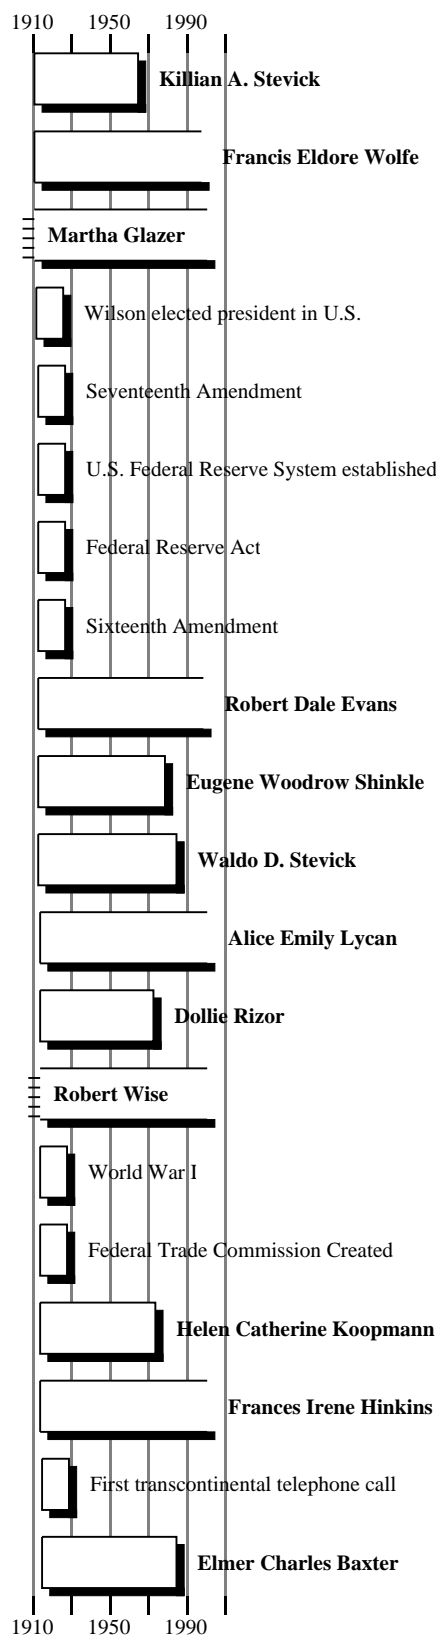 1910 1950 1990
Killian A. Stevick
Francis Eldore Wolfe
Martha Glazer
Wilson elected president in U.S.
Seventeenth Amendment
U.S. Federal Reserve System established
Federal Reserve Act
Sixteenth Amendment
Robert Dale Evans
Eugene Woodrow Shinkle
Waldo D. Stevick
Alice Emily Lycan
Dollie Rizor
Robert Wise
World War I
Federal Trade Commission Created
Helen Catherine Koopmann
Frances Irene Hinkins
First transcontinental telephone call
Elmer Charles Baxter
1910 1950 1990